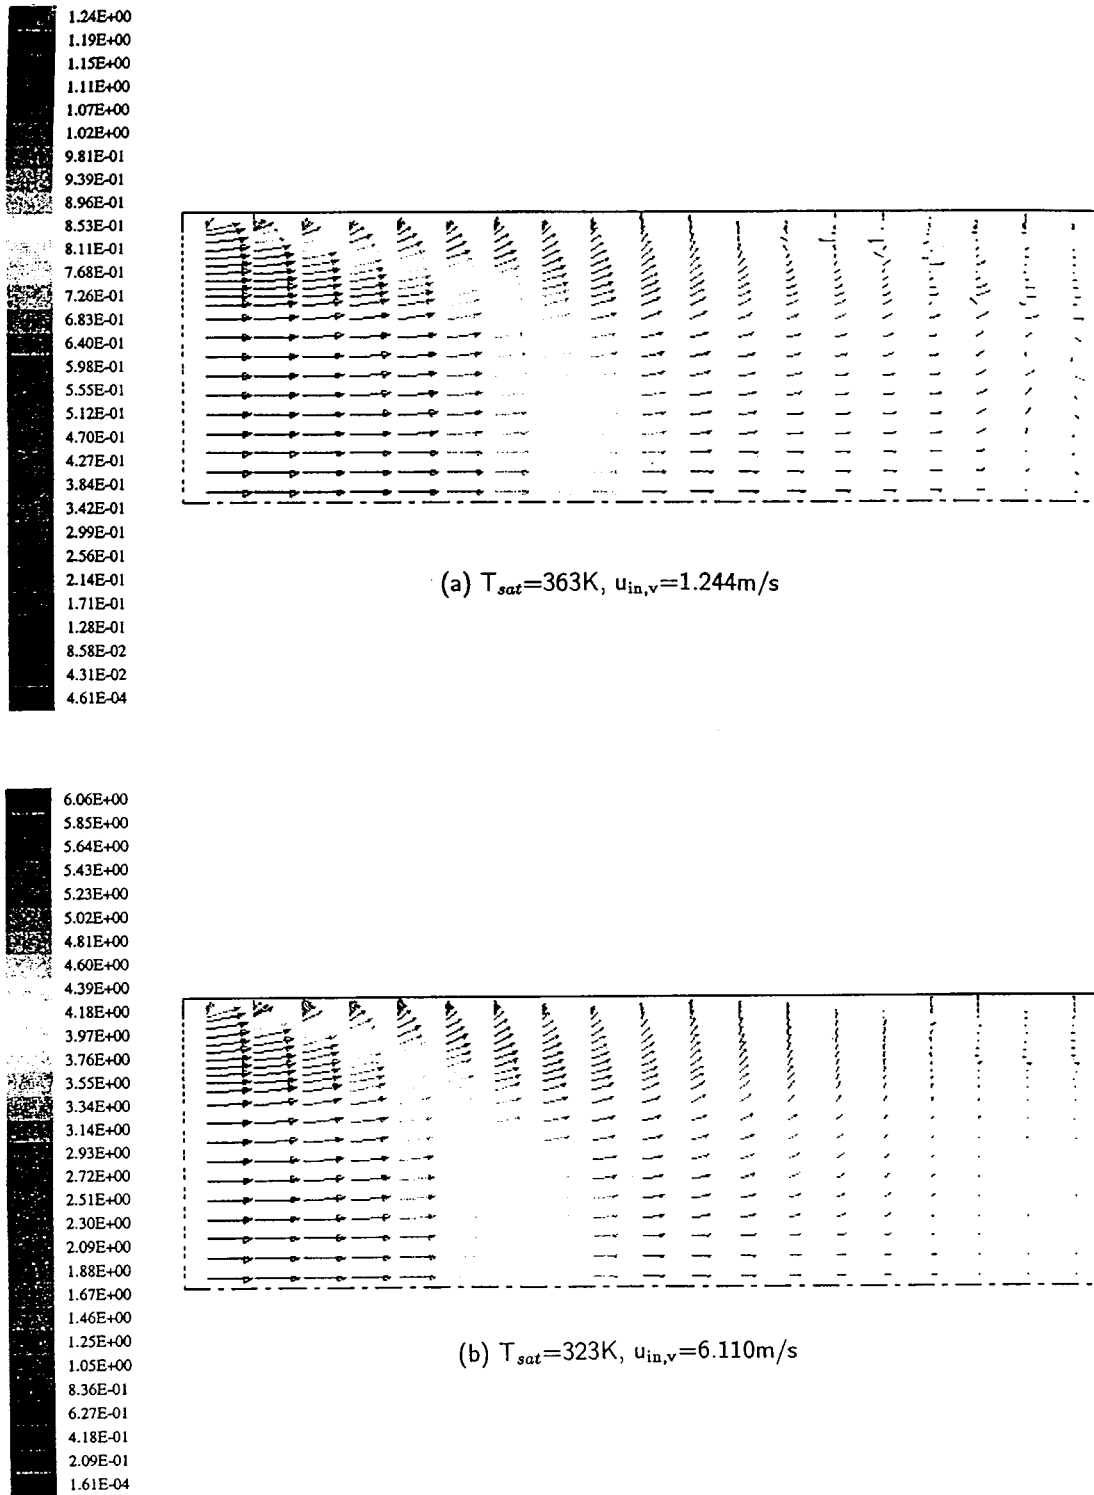 1.24E+00
1.19E+00
1.15E+00
1.11E+00
1.07E+00
1.02E+00
9.81E-01
9.39E-01
8.96E-01
8.53E-01
8.11E-01
7.68E-01
7.26E-01
6.83E-01
6.40E-01
5.98E-01
5.55E-01
5.12E-01
4.70E-01
4.27E-01
3.84E-01
3.42E-01
2.99E-01
2.56E-01
2.14E-01
1.71E-01
1.28E-01
8.58E-02
4.31E-02
4.61E-04
(a) T_sat=363K, u_in,v=1.244m/s
6.06E+00
5.85E+00
5.64E+00
5.43E+00
5.23E+00
5.02E+00
4.81E+00
4.60E+00
4.39E+00
4.18E+00
3.97E+00
3.76E+00
3.55E+00
3.34E+00
3.14E+00
2.93E+00
2.72E+00
2.51E+00
2.30E+00
2.09E+00
1.88E+00
1.67E+00
1.46E+00
1.25E+00
1.05E+00
8.36E-01
6.27E-01
4.18E-01
2.09E-01
1.61E-04
(b) T_sat=323K, u_in,v=6.110m/s